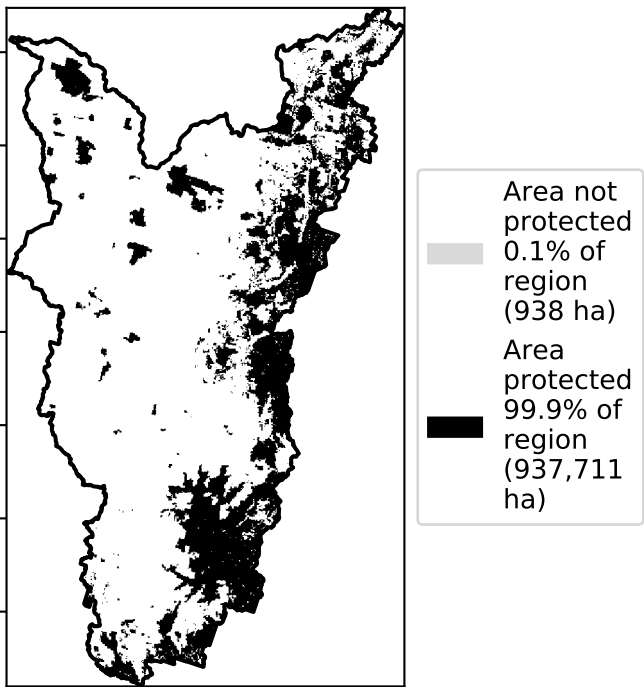 Area not
protected
0.1% of
region
(938 ha)
Area
protected
99.9% of
region
(937,711
ha)